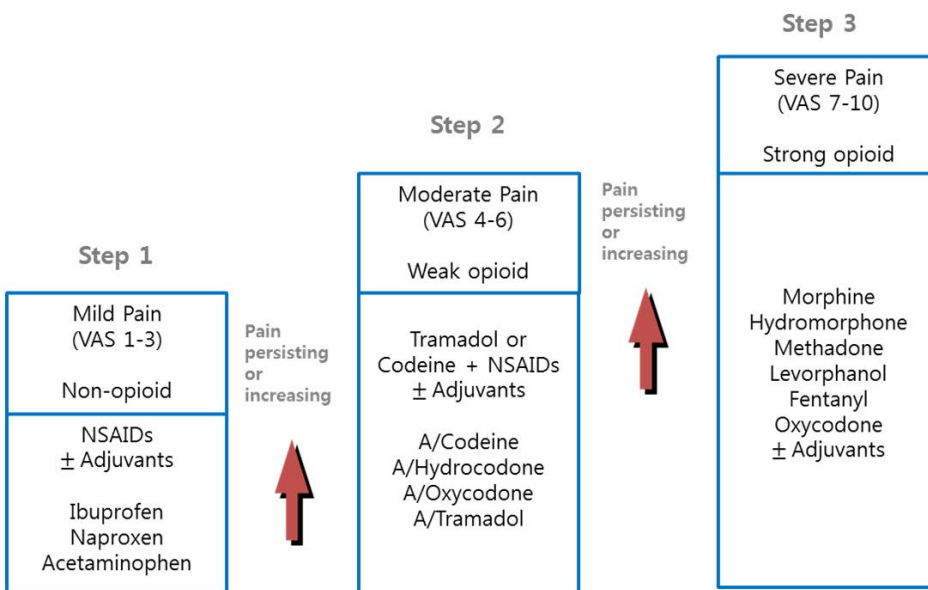 Step 1
Mild Pain
(VAS 1-3)
Non-opioid
NSAIDs
± Adjuvants
Ibuprofen
Naproxen
Acetaminophen
Pain
persisting
or
increasing
Step 2
Moderate Pain
(VAS 4-6)
Weak opioid
Tramadol or
Codeine + NSAIDs
± Adjuvants
A/Codeine
A/Hydrocodone
A/Oxycodone
A/Tramadol
Pain
persisting
or
increasing
Step 3
Severe Pain
(VAS 7-10)
Strong opioid
Morphine
Hydromorphone
Methadone
Levorphanol
Fentanyl
Oxycodone
± Adjuvants